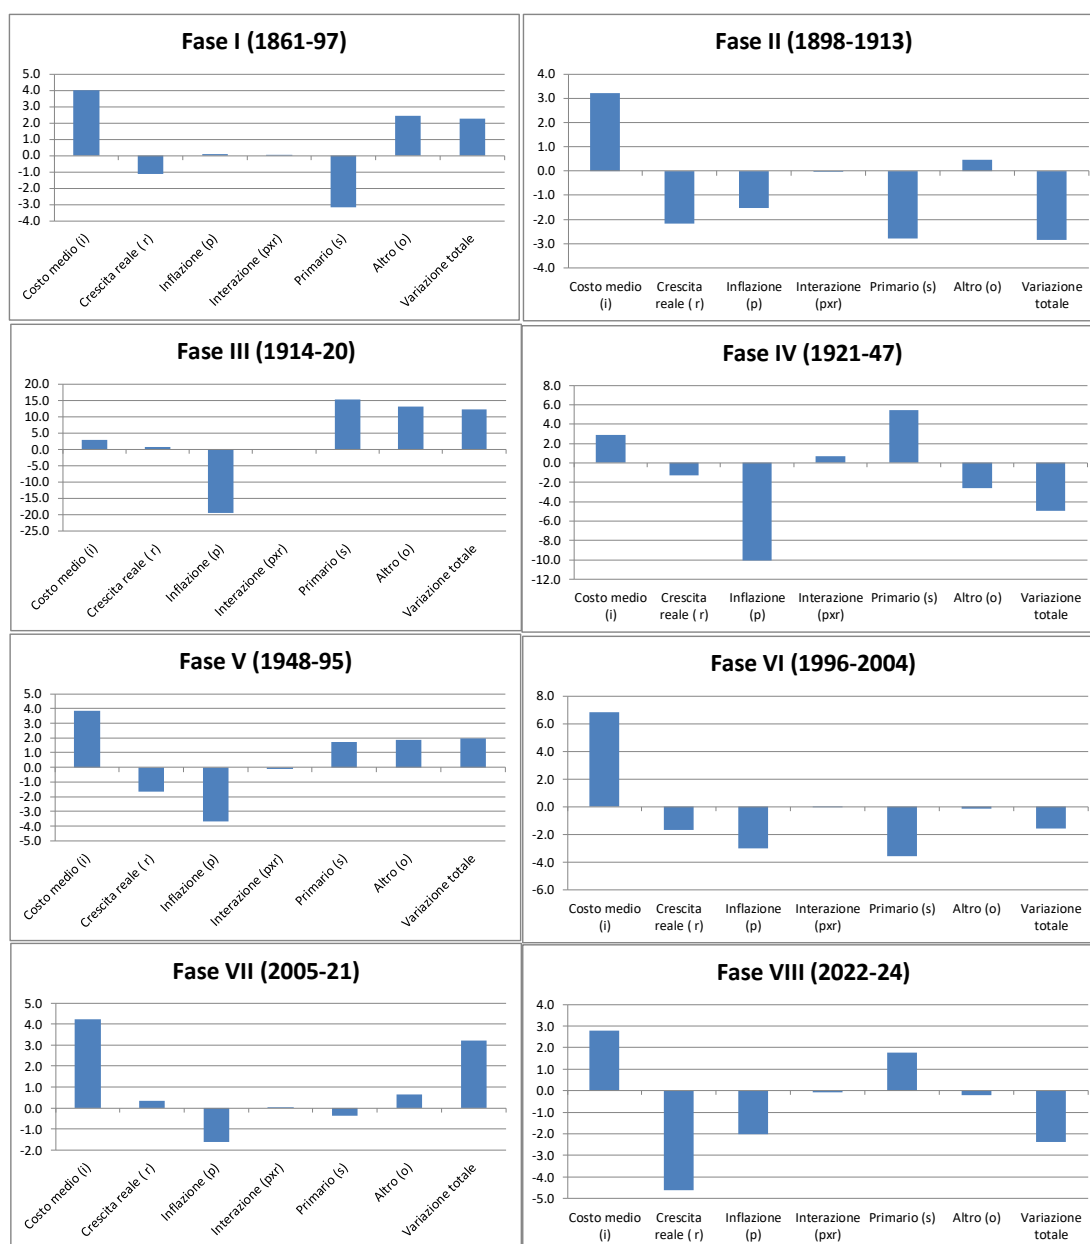 Fase I (1861-97)
5.0
4.0
3.0
2.0
1.0
0.0
-1.0
-2.0
-3.0
-4.0
Costo medio (i)
Crescita reale ( r)
Inflazione (p)
Interazione (pxr)
Primario (s)
Altro (o)
Variazione totale
Fase II (1898-1913)
4.0
3.0
2.0
1.0
0.0
-1.0
-2.0
-3.0
-4.0
Costo medio
(i)
Crescita
reale ( r)
Inflazione
(p)
Interazione
(pxr)
Primario (s)
Altro (o)
Variazione
totale
Fase III (1914-20)
20.0
15.0
10.0
5.0
0.0
-5.0
-10.0
-15.0
-20.0
-25.0
Costo medio (i)
Crescita reale ( r)
Inflazione (p)
Interazione (pxr)
Primario (s)
Altro (o)
Variazione totale
Fase IV (1921-47)
8.0
6.0
4.0
2.0
0.0
-2.0
-4.0
-6.0
-8.0
-10.0
-12.0
Costo medio
(i)
Crescita
reale ( r)
Inflazione
(p)
Interazione
(pxr)
Primario (s)
Altro (o)
Variazione
totale
Fase V (1948-95)
5.0
4.0
3.0
2.0
1.0
0.0
-1.0
-2.0
-3.0
-4.0
-5.0
Costo medio (i)
Crescita reale ( r)
Inflazione (p)
Interazione (pxr)
Primario (s)
Altro (o)
Variazione totale
Fase VI (1996-2004)
8.0
6.0
4.0
2.0
0.0
-2.0
-4.0
-6.0
Costo medio
(i)
Crescita
reale ( r)
Inflazione
(p)
Interazione
(pxr)
Primario (s)
Altro (o)
Variazione
totale
Fase VII (2005-21)
5.0
4.0
3.0
2.0
1.0
0.0
-1.0
-2.0
Costo medio (i)
Crescita reale ( r)
Inflazione (p)
Interazione (pxr)
Primario (s)
Altro (o)
Variazione totale
Fase VIII (2022-24)
4.0
3.0
2.0
1.0
0.0
-1.0
-2.0
-3.0
-4.0
-5.0
Costo medio
(i)
Crescita
reale ( r)
Inflazione
(p)
Interazione
(pxr)
Primario (s)
Altro (o)
Variazione
totale